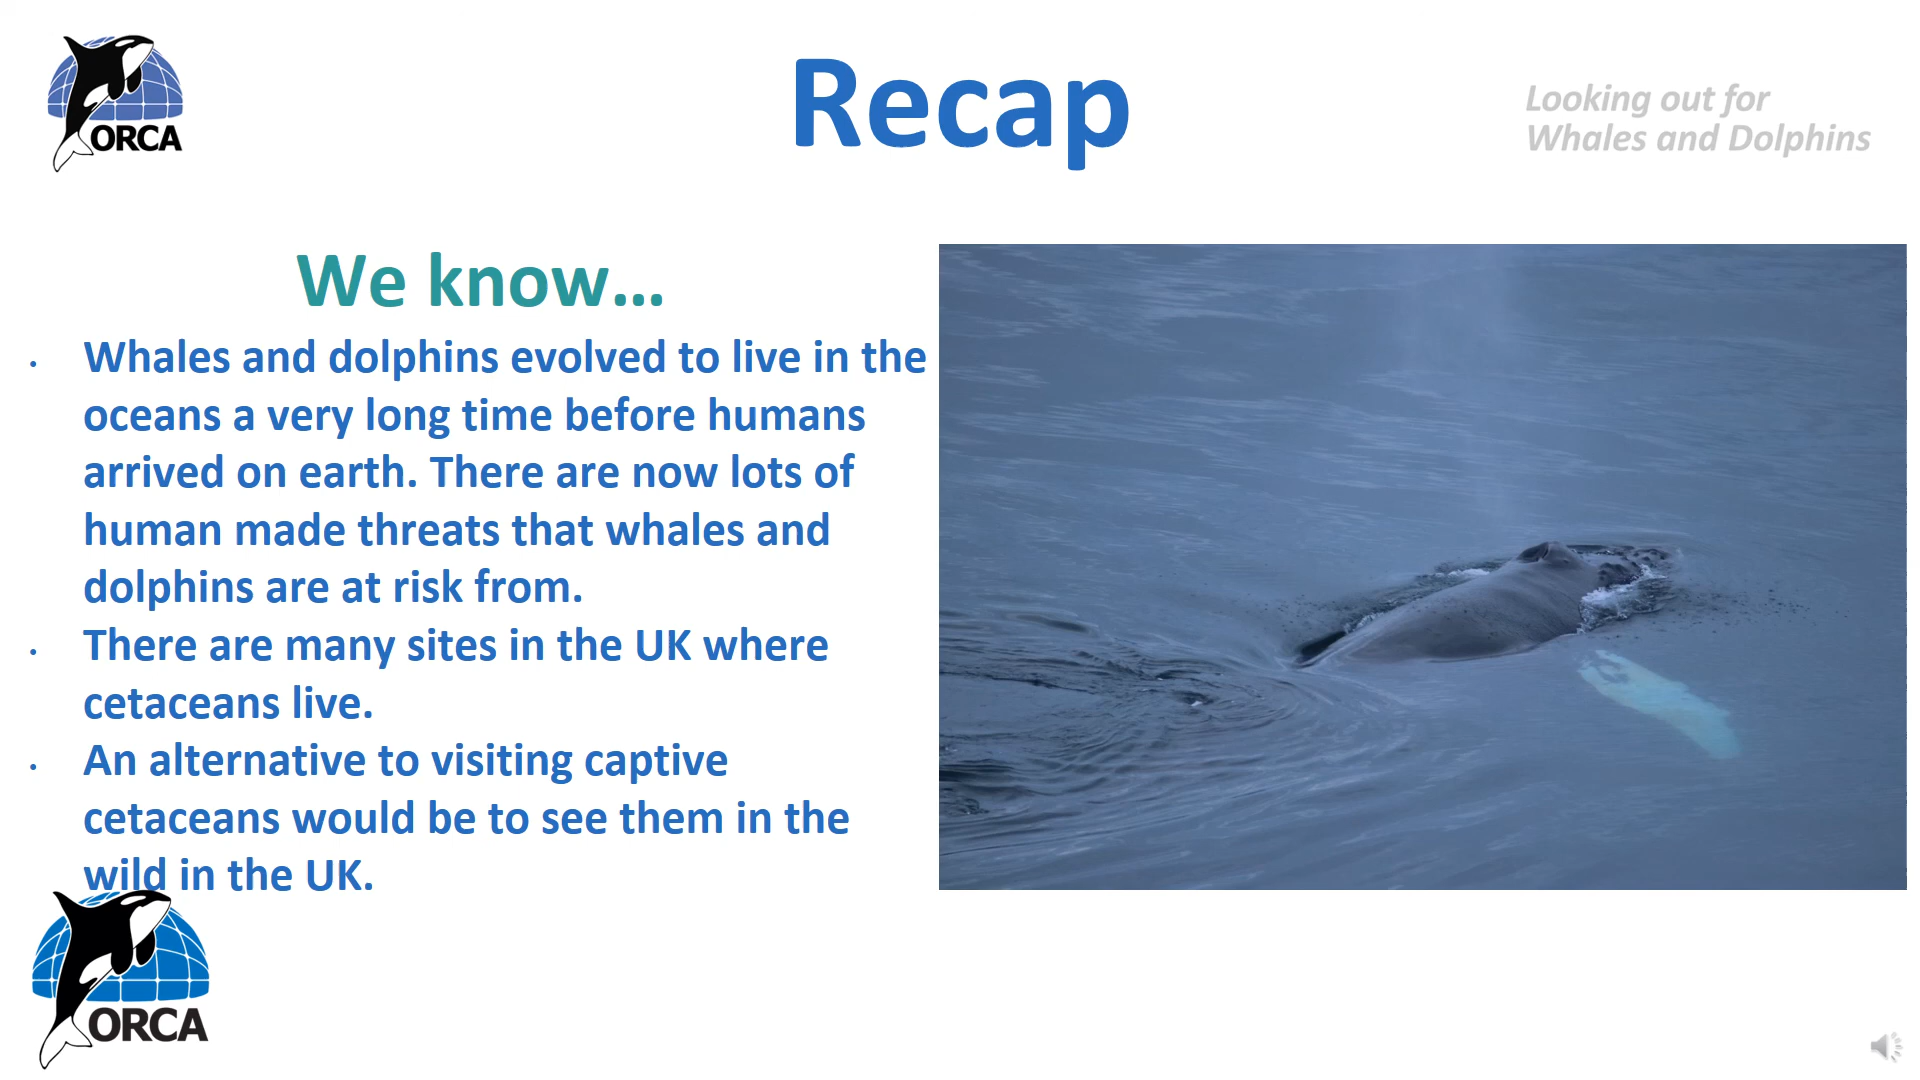 ORCA
Recap
Looking out for
Whales and Dolphins
We know...
• Whales and dolphins evolved to live in the
oceans a very long time before humans
arrived on earth. There are now lots of
human made threats that whales and
dolphins are at risk from.
• There are many sites in the UK where
cetaceans live.
• An alternative to visiting captive
cetaceans would be to see them in the
wild in the UK.
ORCA